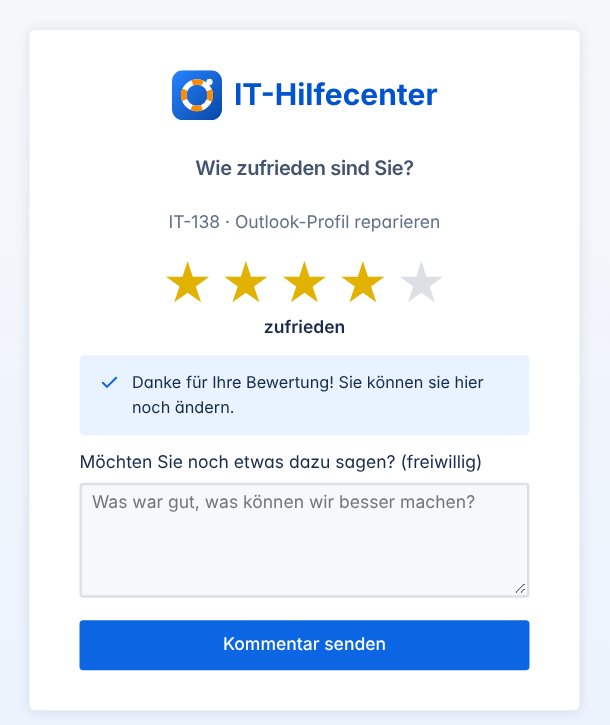 IT-Hilfecenter
Wie zufrieden sind Sie?
IT-138 · Outlook-Profil reparieren
zufrieden
Danke für Ihre Bewertung! Sie können sie hier
noch ändern.
Möchten Sie noch etwas dazu sagen? (freiwillig)
Was war gut, was können wir besser machen?
Kommentar senden